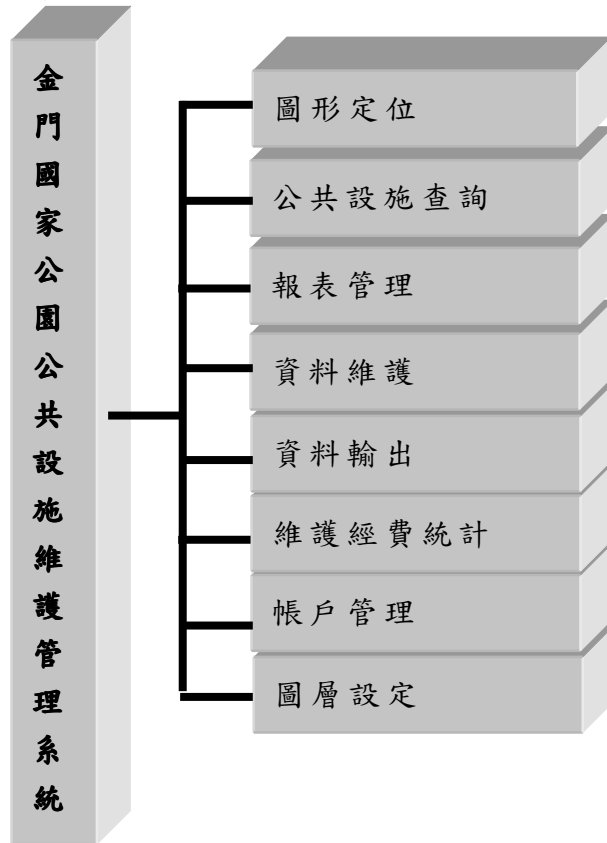 金門國家公園公共設施維護管理系統
圖形定位
公共設施查詢
報表管理
資料維護
資料輸出
維護經費統計
帳戶管理
圖層設定